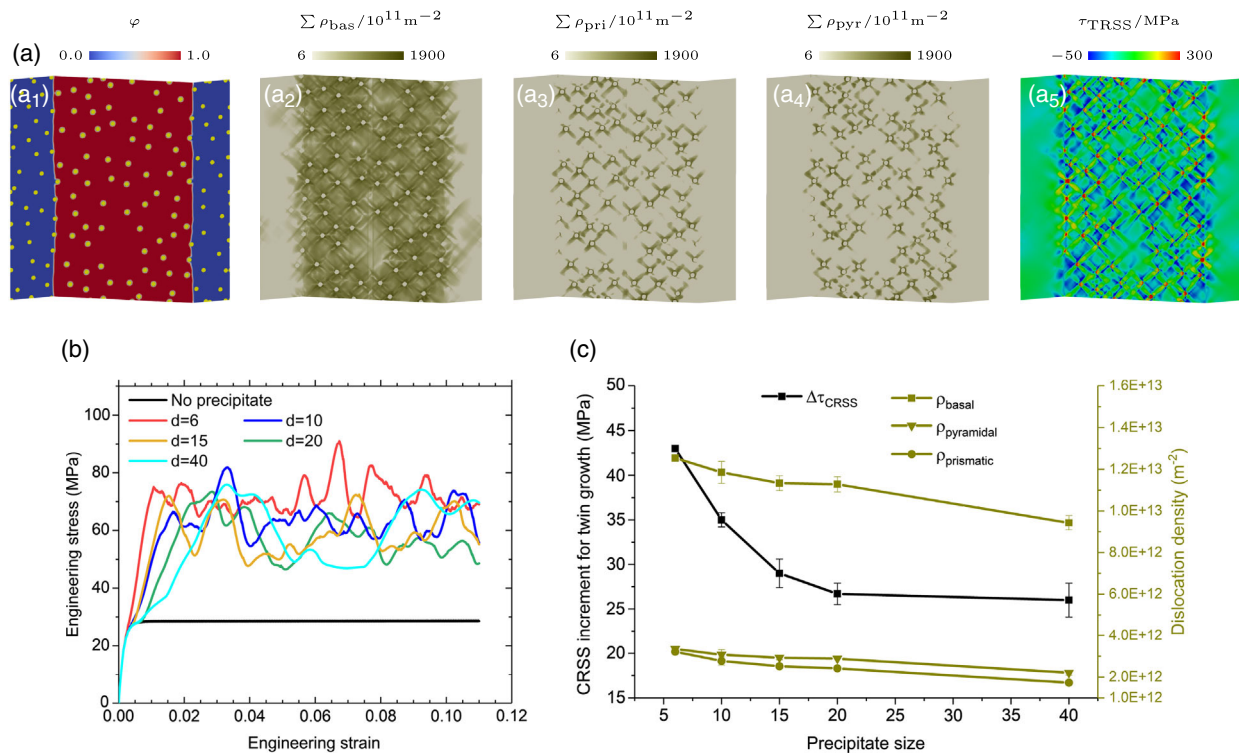 φ
∑ ρbas/10¹¹m⁻²
∑ ρpri/10¹¹m⁻²
∑ ρpyr/10¹¹m⁻²
τTRSS/MPa
(a)
0.0 1.0
6 1900
6 1900
6 1900
−50 300
(a₁)
(a₂)
(a₃)
(a₄)
(a₅)
(b)
Engineering stress (MPa)
100
80
60
40
20
0
No precipitate
d=6
d=10
d=15
d=20
d=40
0.00 0.02 0.04 0.06 0.08 0.10 0.12
Engineering strain
(c)
CRSS increment for twin growth (MPa)
50
45
40
35
30
25
20
15
ΔτCRSS
ρbasal
ρpyramidal
ρprismatic
1.6E+13
1.4E+13
1.2E+13
1.0E+13
8.0E+12
6.0E+12
4.0E+12
2.0E+12
1.0E+12
Dislocation density (m⁻²)
5 10 15 20 25 30 35 40
Precipitate size